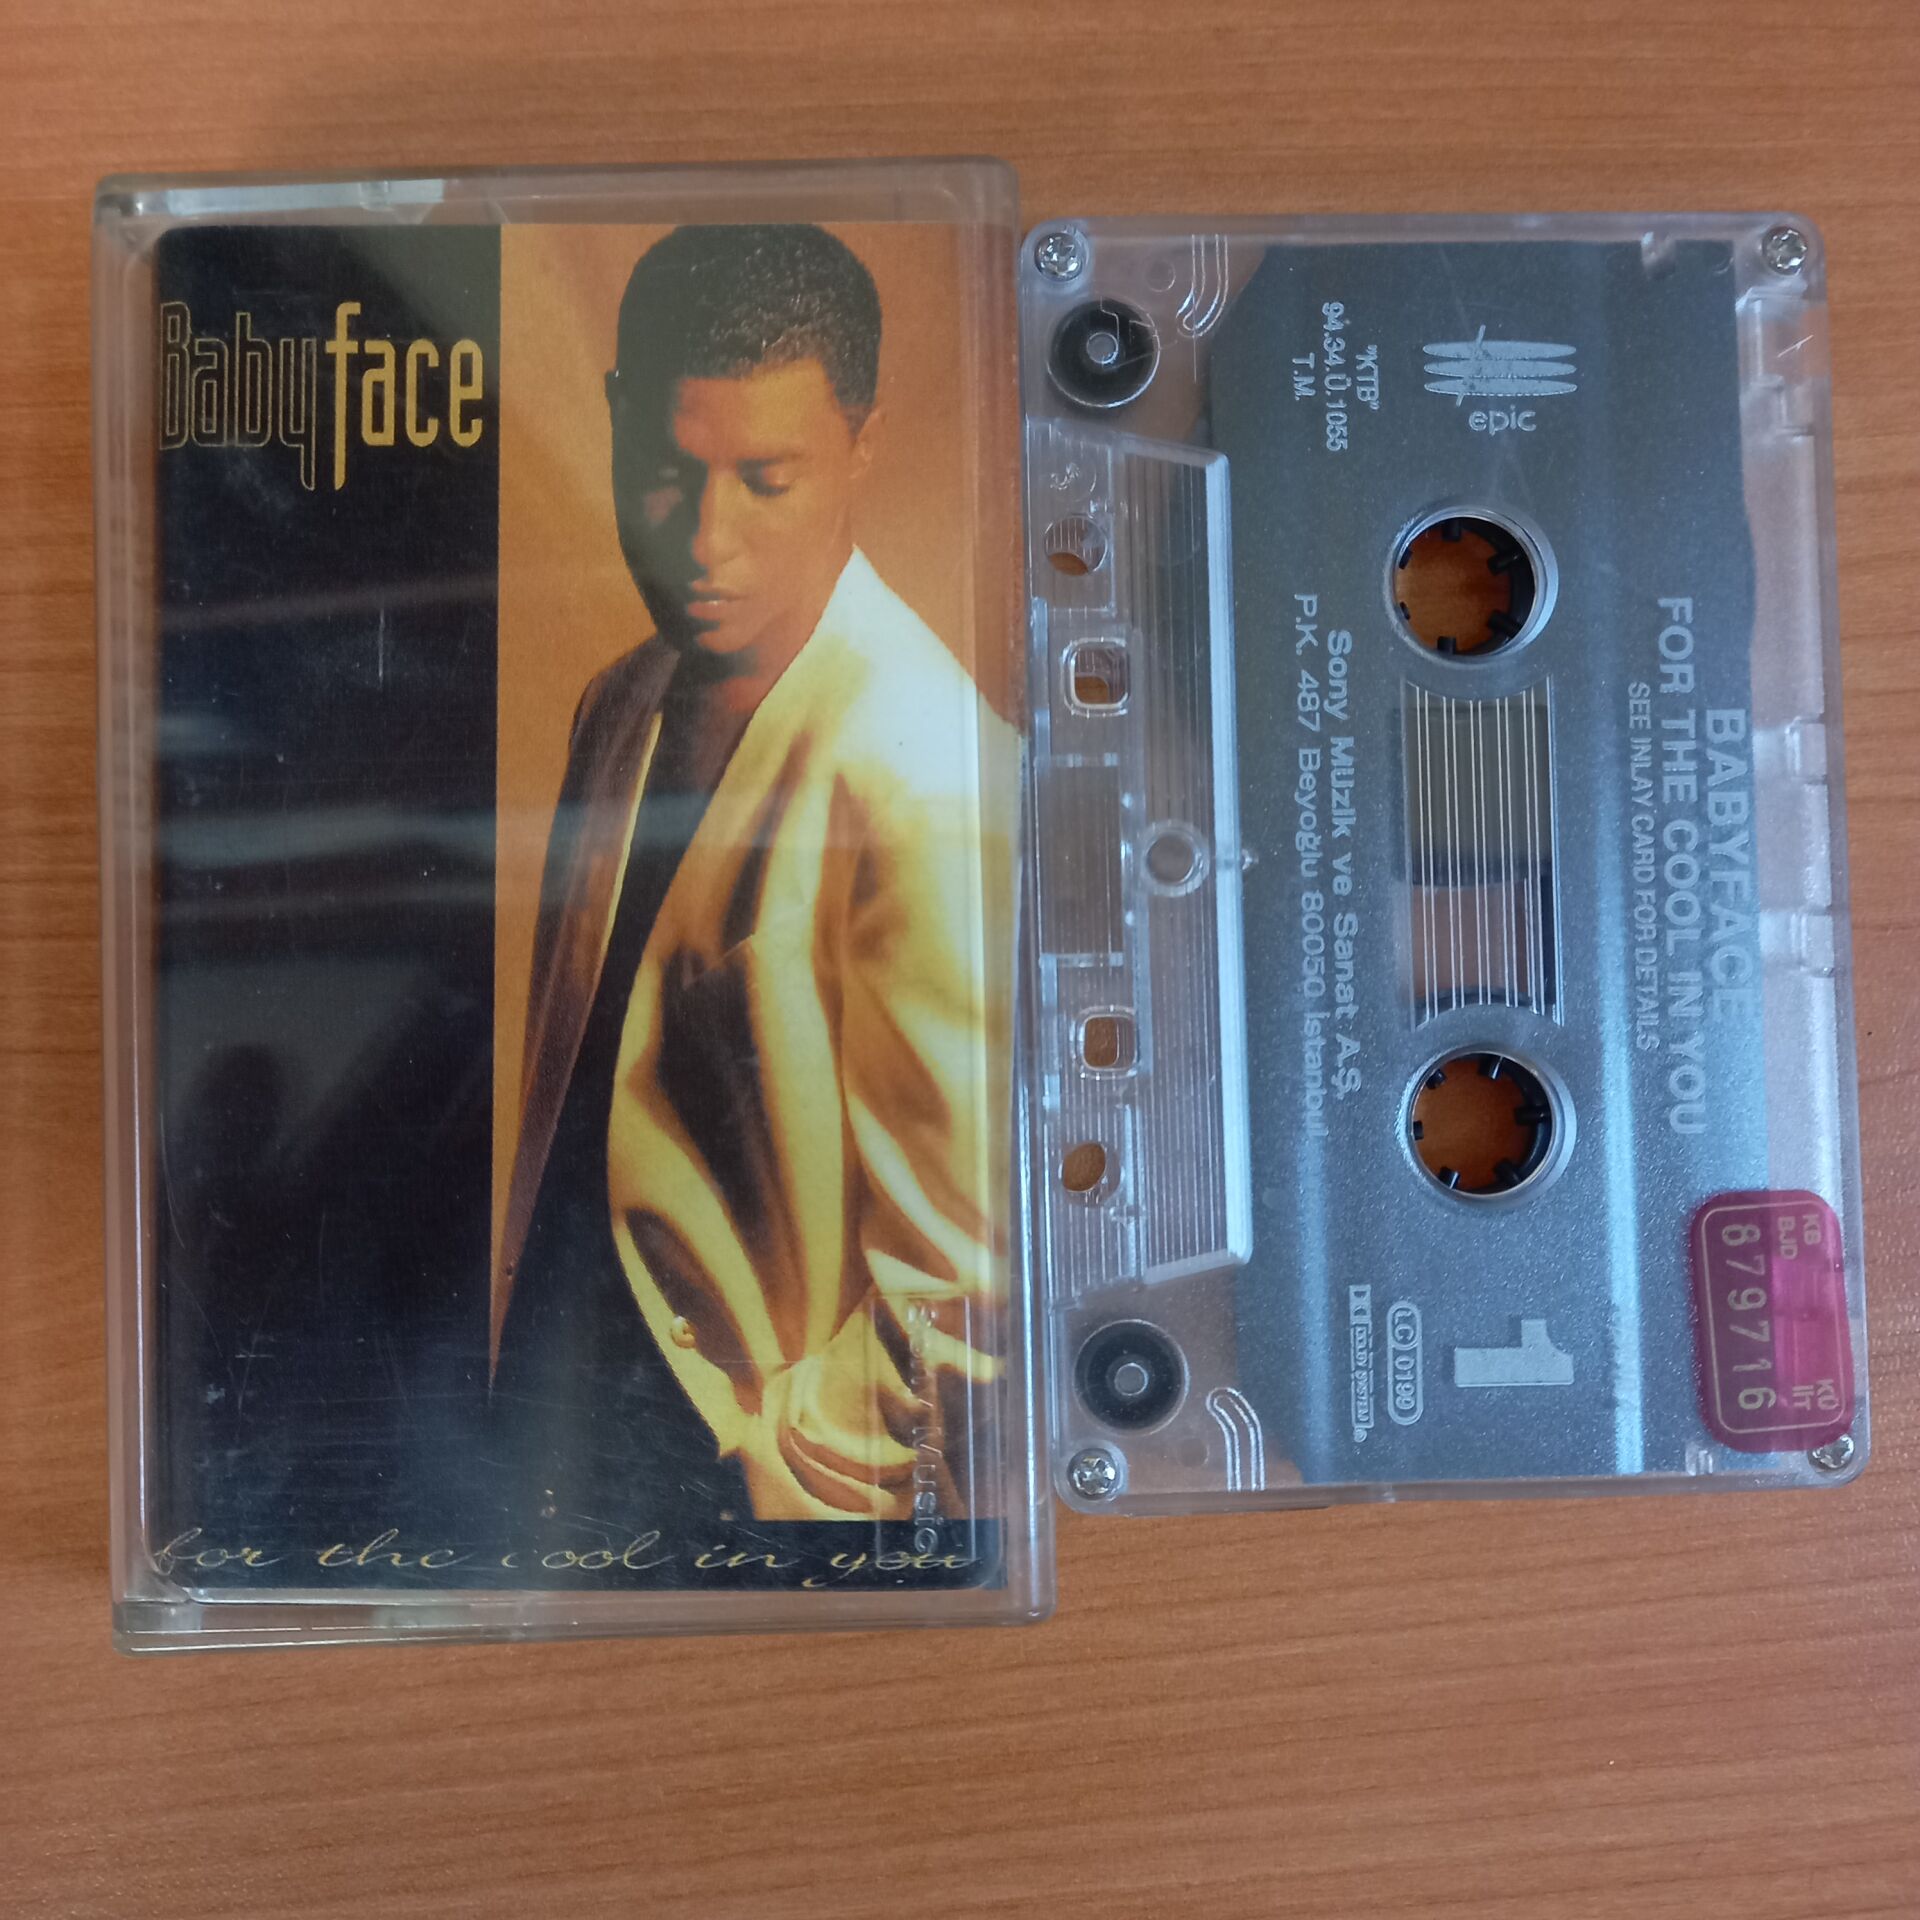 Babyface
for the cool in you
Sony Music
BABYFACE
FOR THE COOL IN YOU
SEE INLAY CARD FOR DETAILS
epic
"KTB"
94.34.Ü.1055
T.M.
Sony Müzik ve Sanat A.Ş.
P.K. 487 Beyoğlu 80050 İstanbul
1
LC 0199
DOLBY SYSTEM
KB
BJD
879716